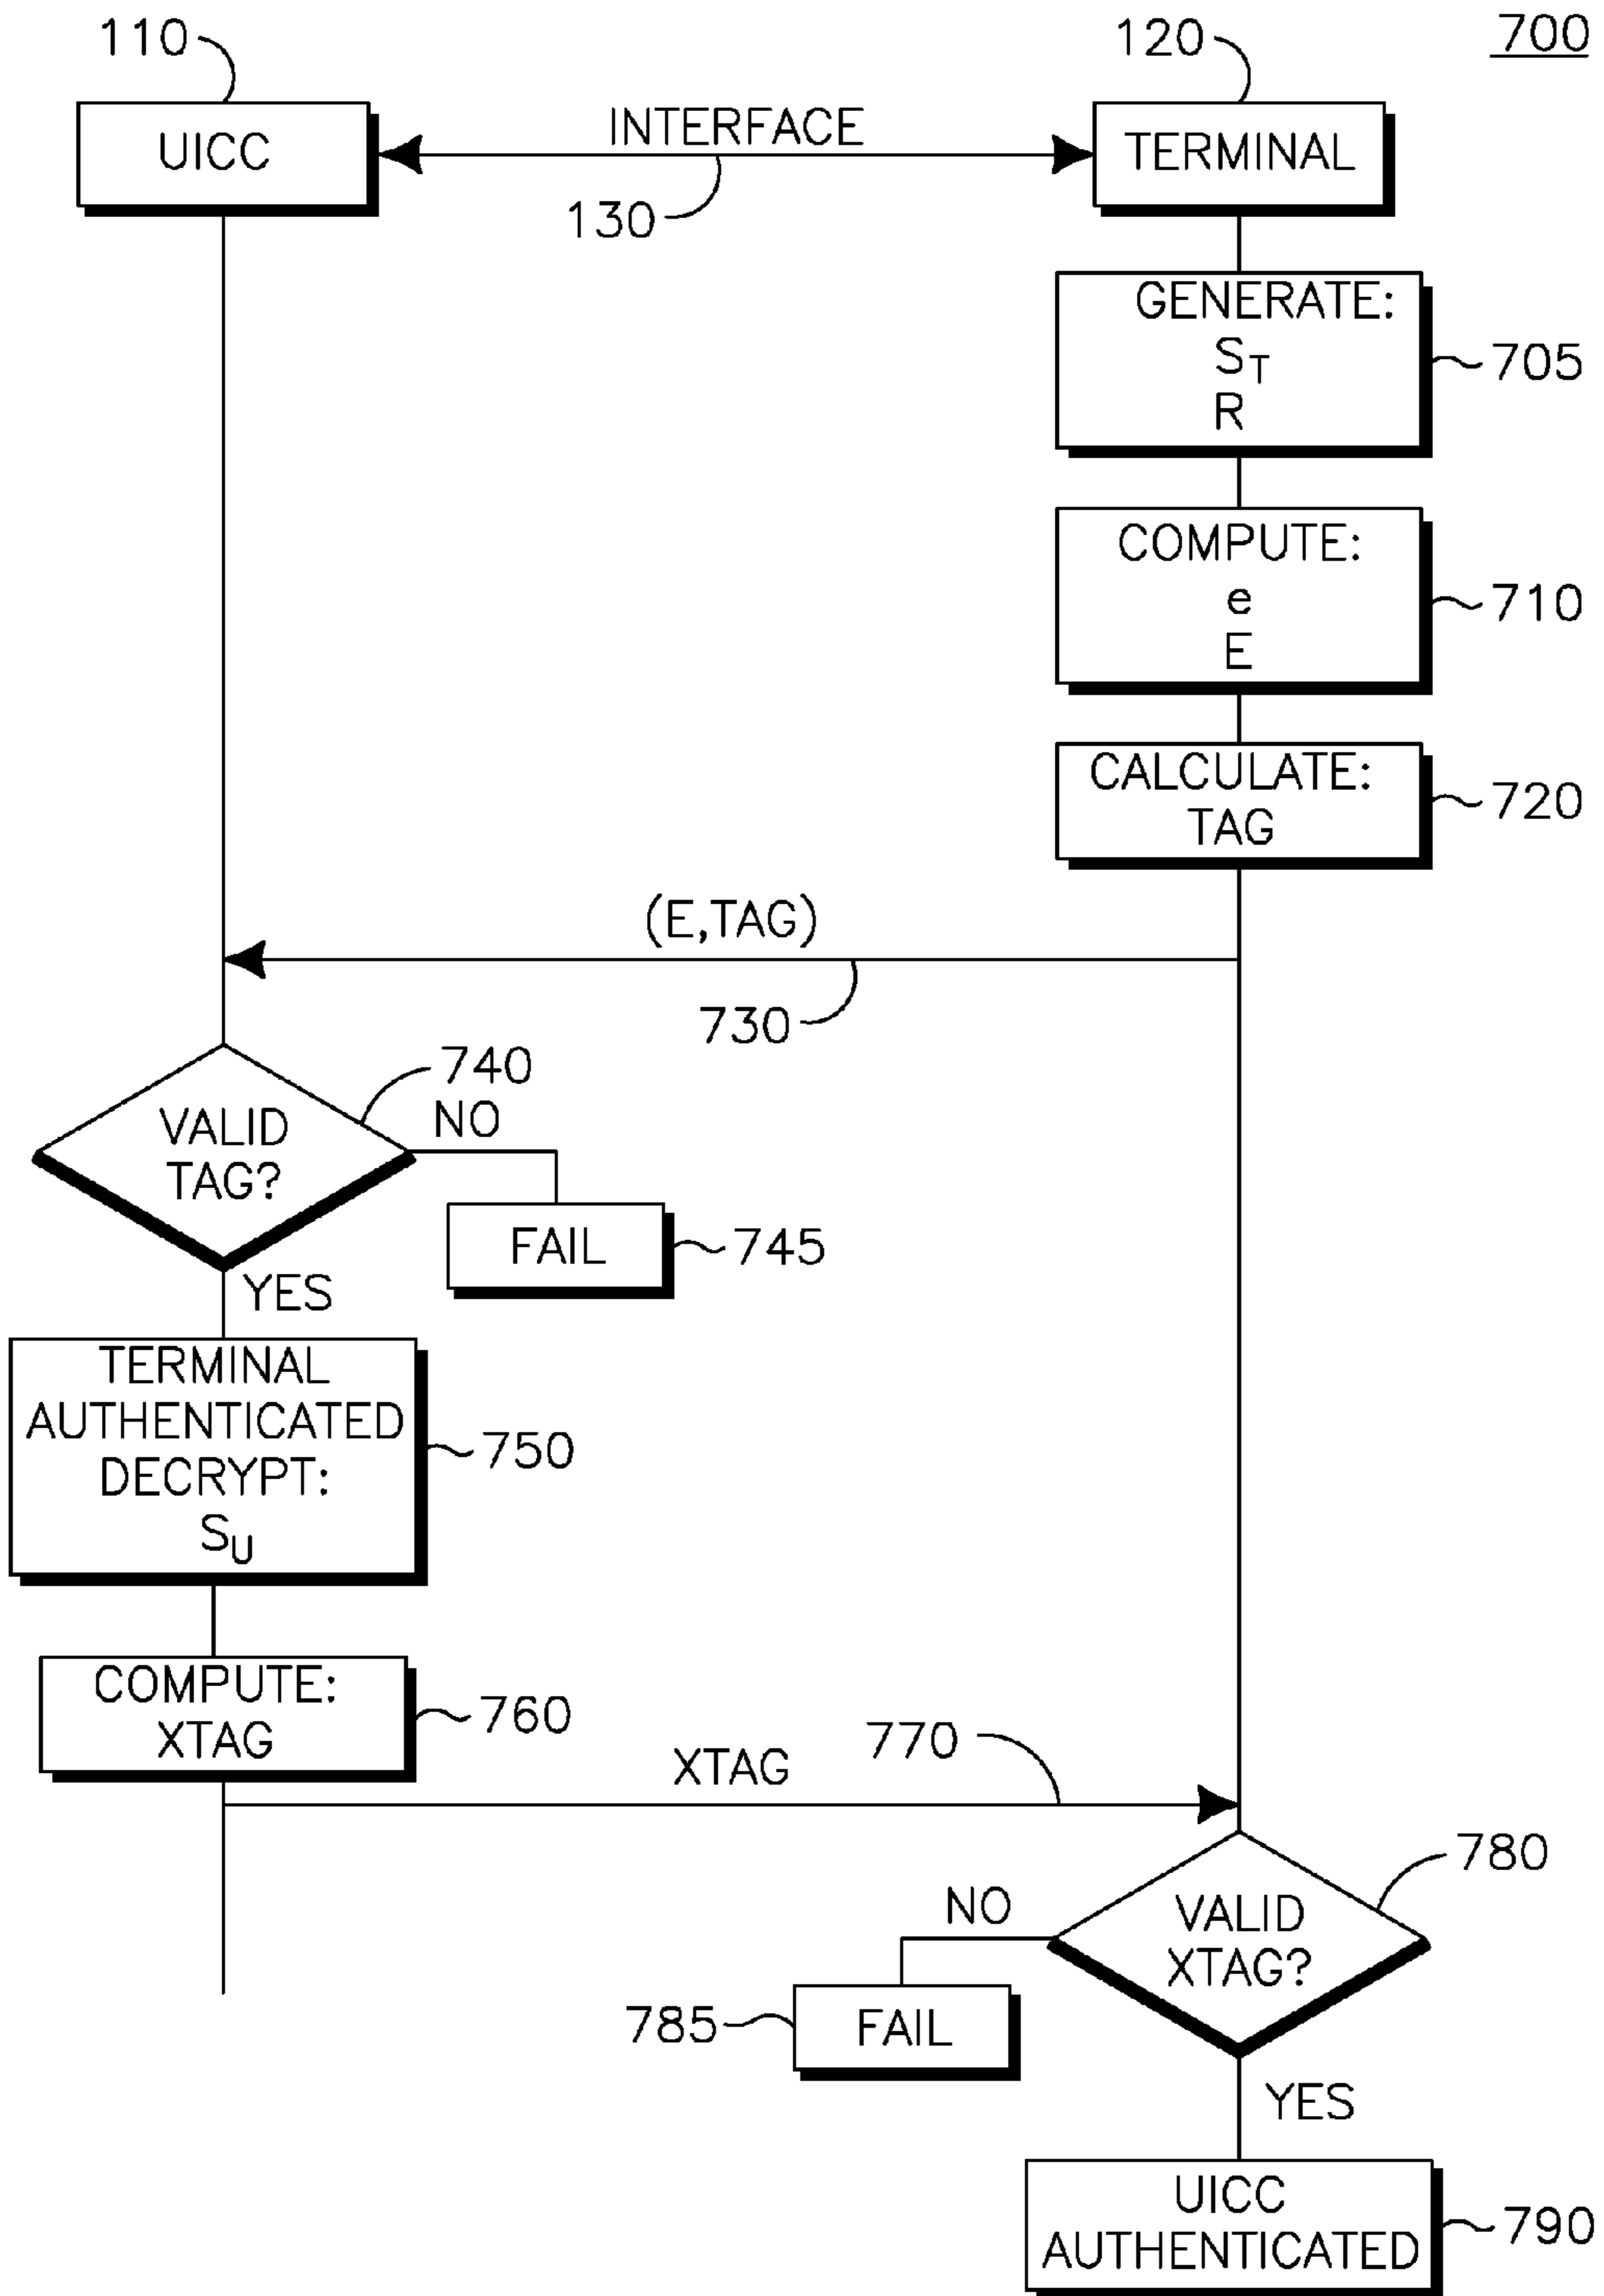 110
120
700
UICC
INTERFACE
TERMINAL
130
GENERATE:
S_T
R
705
COMPUTE:
e
E
710
CALCULATE:
TAG
720
(E,TAG)
730
740
VALID
TAG?
NO
FAIL
745
YES
TERMINAL
AUTHENTICATED
DECRYPT:
S_U
750
COMPUTE:
XTAG
760
XTAG
770
780
VALID
XTAG?
NO
785
FAIL
YES
UICC
AUTHENTICATED
790